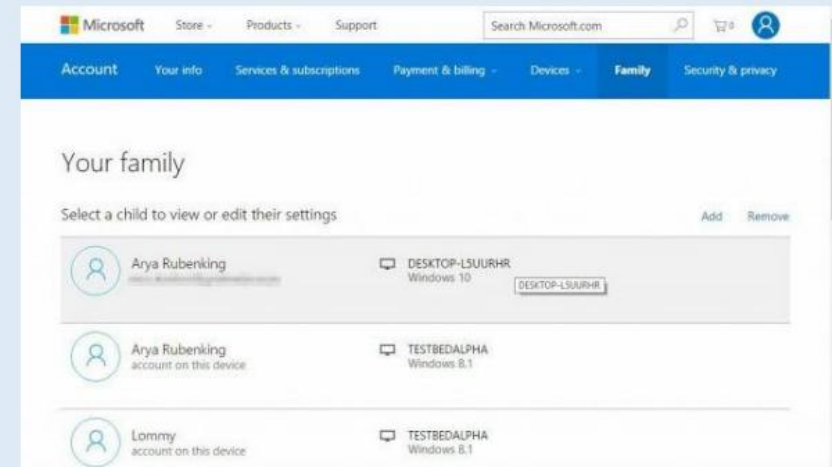 Microsoft Store Products Support Search Microsoft.com 0
Account Your info Services & subscriptions Payment & billing Devices Family Security & privacy
Your family
Select a child to view or edit their settings Add Remove
Arya Rubenking DESKTOP-L5UURHR
Windows 10
DESKTOP-L5UURHR
Arya Rubenking TESTBEDALPHA
account on this device Windows 8.1
Lommy TESTBEDALPHA
account on this device Windows 8.1